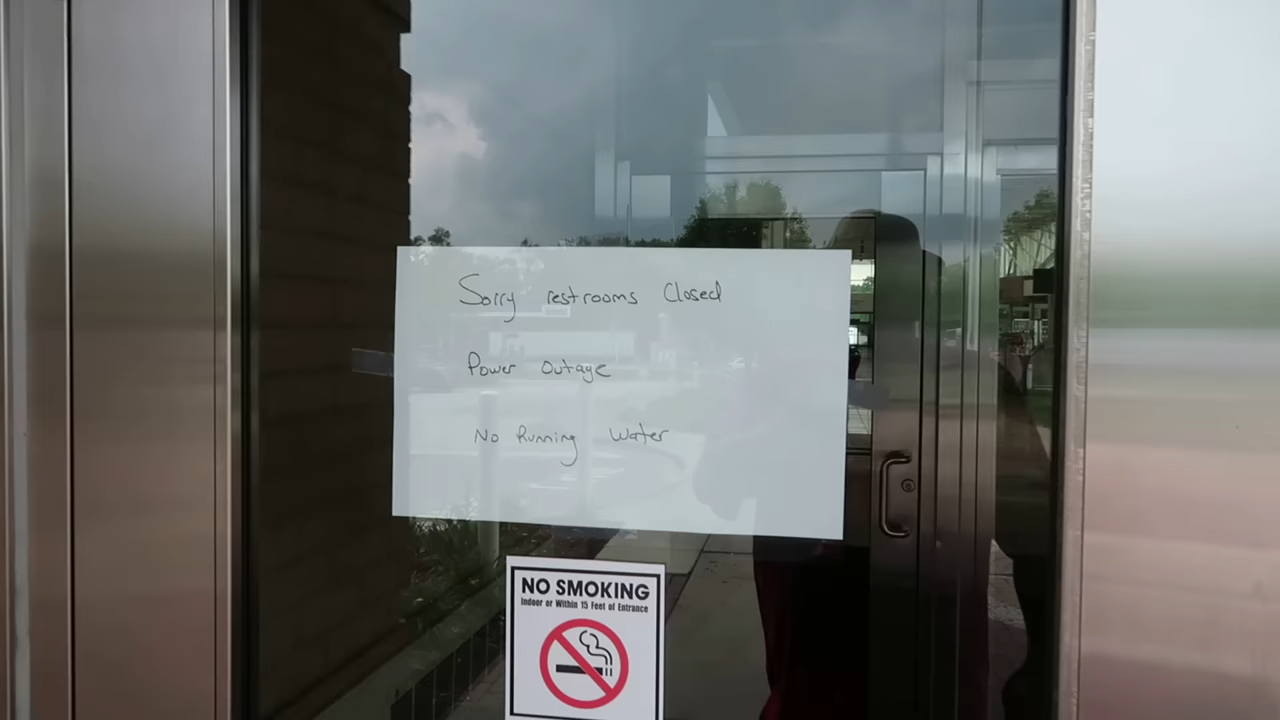 Sorry restrooms Closed
Power Outage
No Running Water
NO SMOKING
Indoor or Within 15 Feet of Entrance